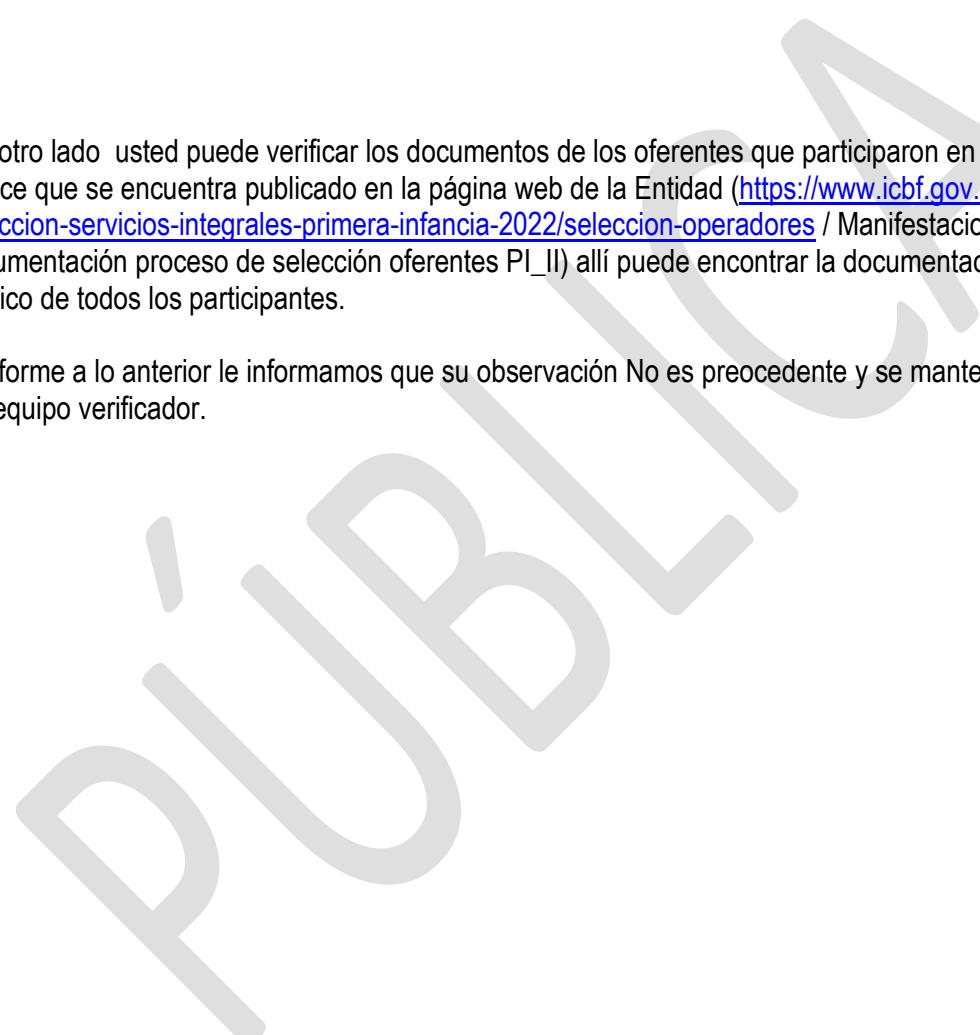 otro lado usted puede verificar los documentos de los oferentes que participaron en
ce que se encuentra publicado en la página web de la Entidad (https://www.icbf.gov.
ccion-servicios-integrales-primera-infancia-2022/seleccion-operadores / Manifestacio
umentación proceso de selección oferentes PI_II) allí puede encontrar la documentac
ico de todos los participantes.
forme a lo anterior le informamos que su observación No es preocedente y se mante
equipo verificador.
PÚBLICA